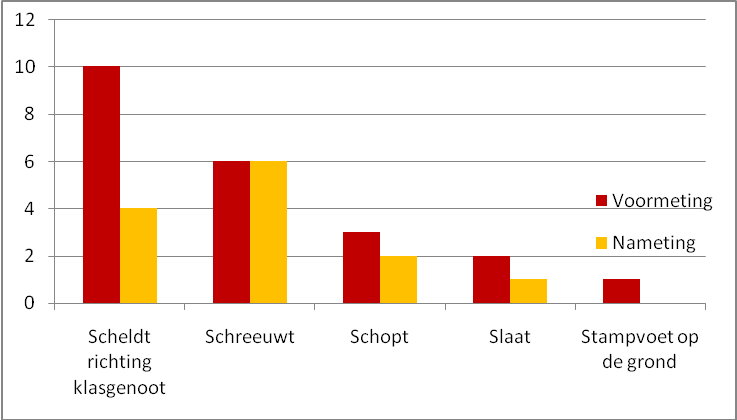 12
10
8
6
4
2
0
Voormeting
Nameting
Scheldt
richting
klasgenoot
Schreeuwt
Schopt
Slaat
Stampvoet op
de grond